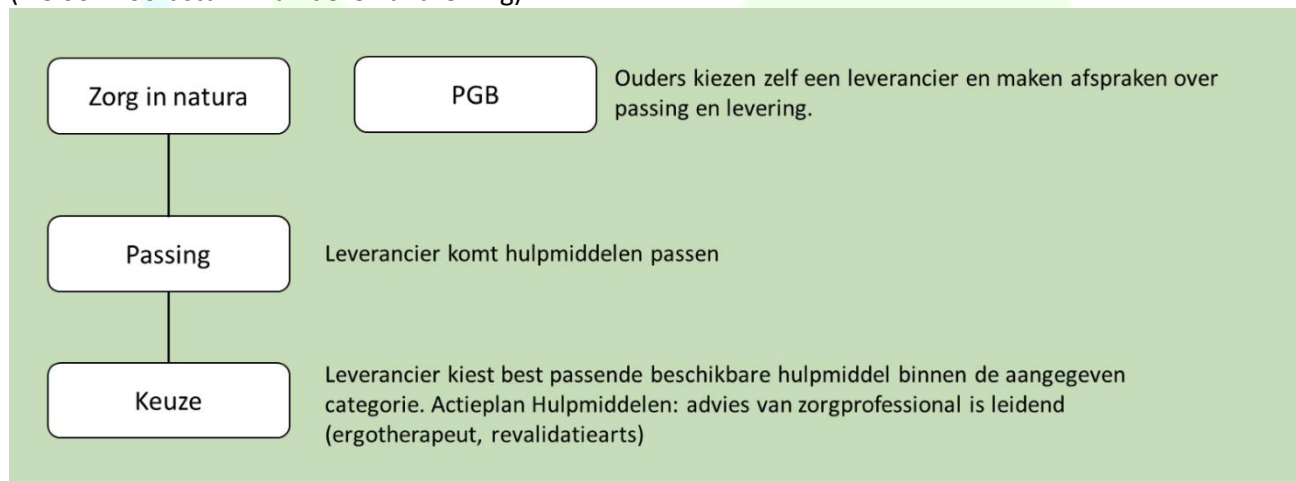 Zorg in natura
PGB
Ouders kiezen zelf een leverancier en maken afspraken over
passing en levering.
Passing
Leverancier komt hulpmiddelen passen
Keuze
Leverancier kiest best passende beschikbare hulpmiddel binnen de aangegeven
categorie. Actieplan Hulpmiddelen: advies van zorgprofessional is leidend
(ergotherapeut, revalidatiearts)